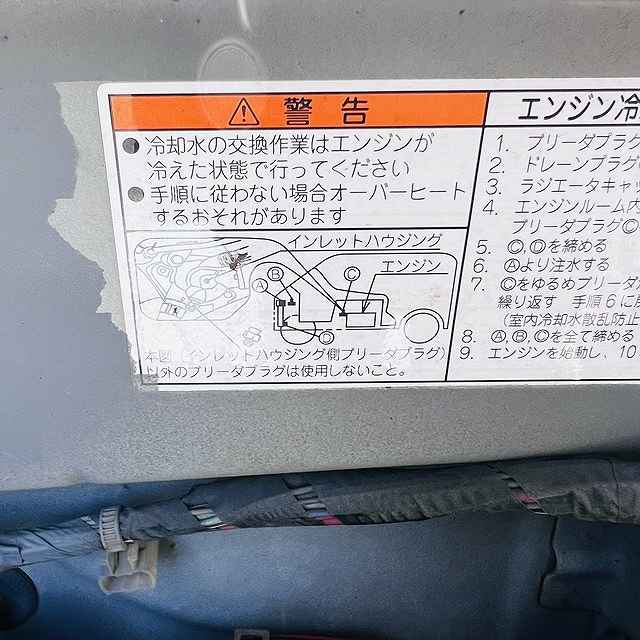 警告
● 冷却水の交換作業はエンジンが
冷えた状態で行ってください
● 手順に従わない場合オーバーヒート
するおそれがあります
インレットハウジング
エンジン
Ⓐ Ⓑ Ⓒ
Ⓓ
本図(インレットハウジング側ブリーダプラグ)
以外のブリーダプラグは使用しないこと。
エンジン冷
1. ブリーダプラグ
2. ドレーンプラグ
3. ラジエータキャッ
4. エンジンルーム内
ブリーダプラグⒸ
5. Ⓒ,Ⓓを締める
6. Ⓐより注水する
7. Ⓒをゆるめブリーダ
繰り返す 手順6に
(室内冷却水散乱防止
8. Ⓐ,Ⓑ,Ⓒを全て締める
9. エンジンを始動し、10